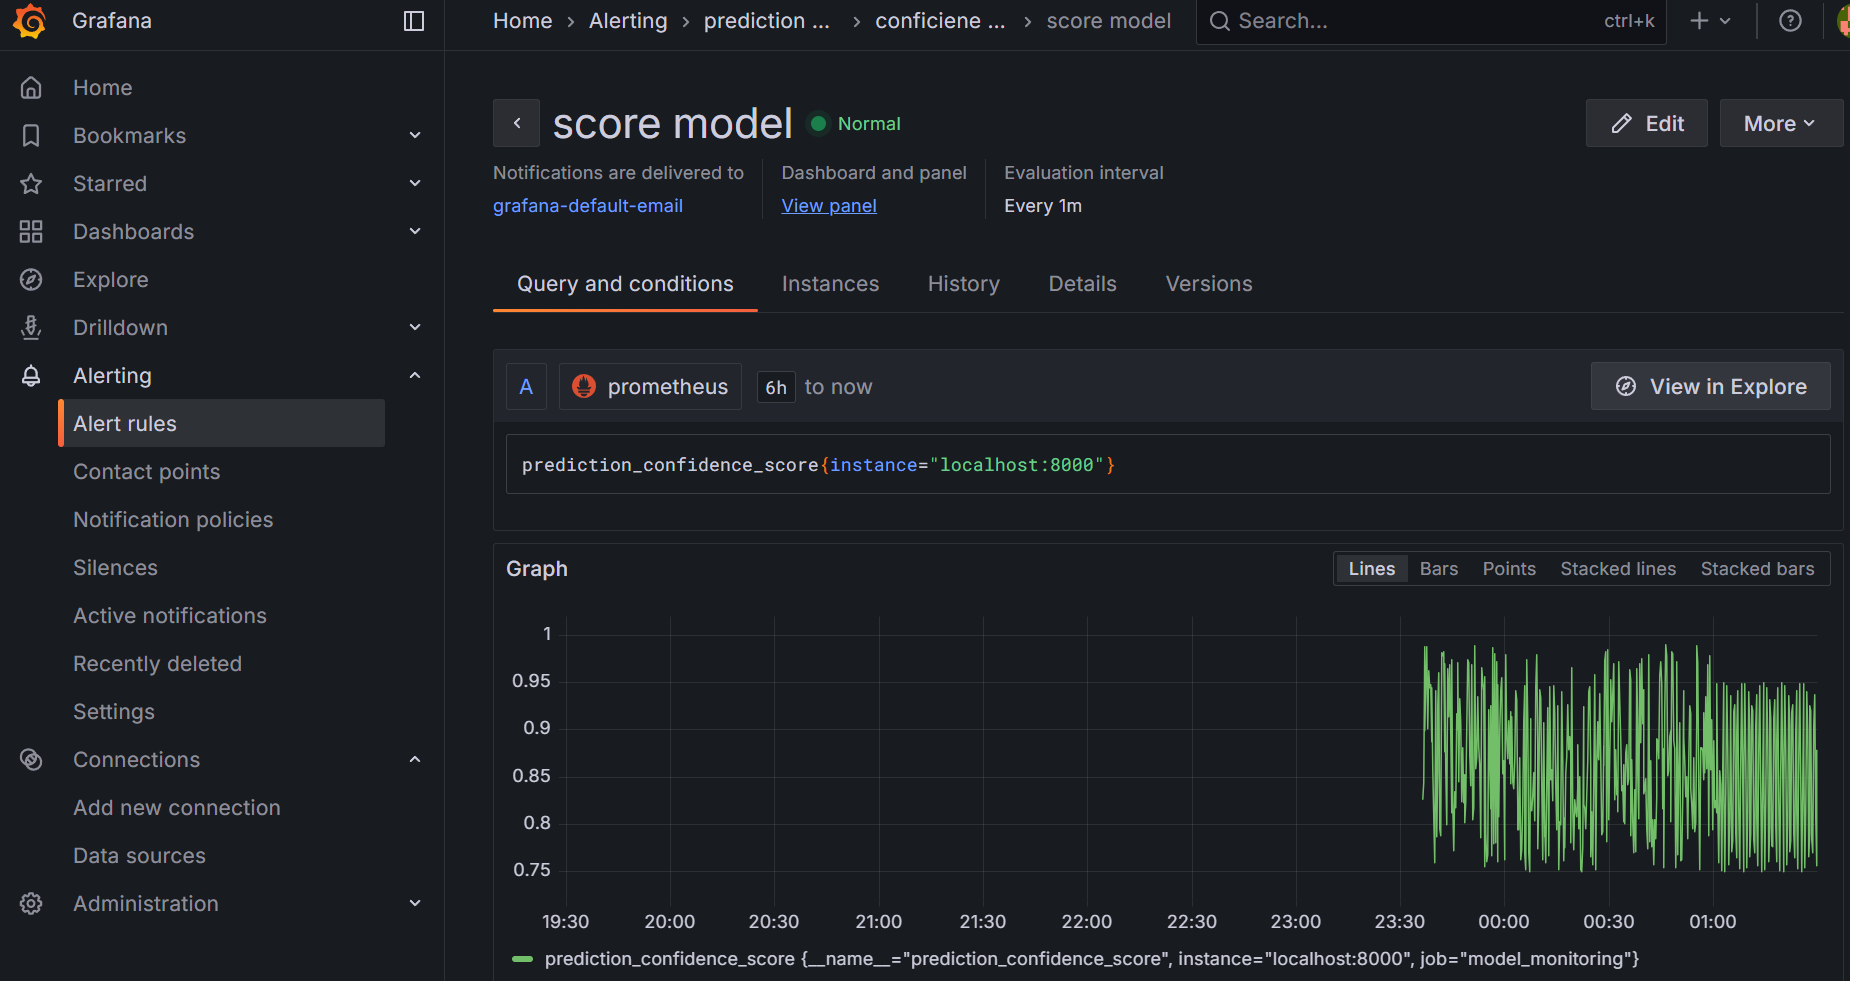 Grafana
Home › Alerting › prediction ... › conficiene ... › score model
Search...
ctrl+k
Home
Bookmarks
Starred
Dashboards
Explore
Drilldown
Alerting
Alert rules
Contact points
Notification policies
Silences
Active notifications
Recently deleted
Settings
Connections
Add new connection
Data sources
Administration
score model
Normal
Edit
More
Notifications are delivered to
grafana-default-email
Dashboard and panel
View panel
Evaluation interval
Every 1m
Query and conditions
Instances
History
Details
Versions
A
prometheus
6h to now
View in Explore
prediction_confidence_score{instance="localhost:8000"}
Graph
Lines
Bars
Points
Stacked lines
Stacked bars
1
0.95
0.9
0.85
0.8
0.75
19:30
20:00
20:30
21:00
21:30
22:00
22:30
23:00
23:30
00:00
00:30
01:00
prediction_confidence_score {__name__="prediction_confidence_score", instance="localhost:8000", job="model_monitoring"}